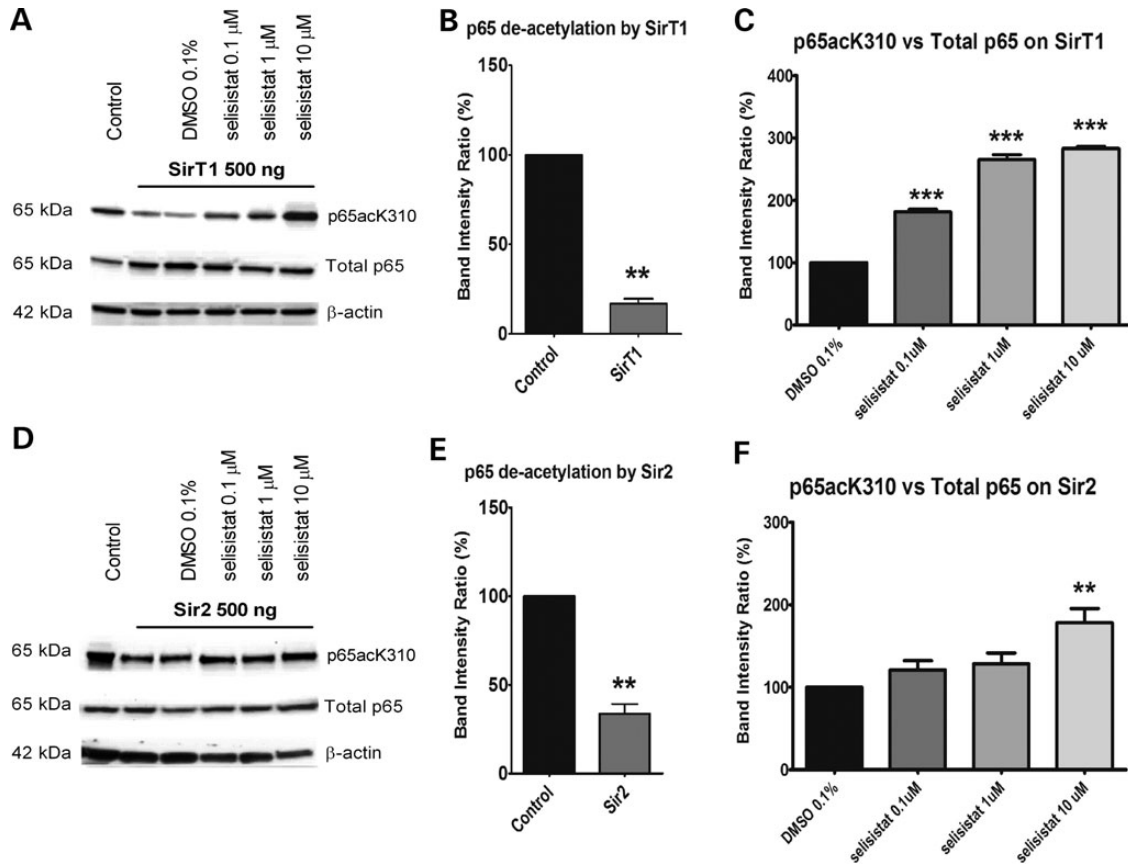 A
Control
DMSO 0.1%
selisistat 0.1 μM
selisistat 1 μM
selisistat 10 μM
SirT1 500 ng
65 kDa
p65acK310
65 kDa
Total p65
42 kDa
β-actin
B
p65 de-acetylation by SirT1
Band Intensity Ratio (%)
150
100
50
0
**
Control
SirT1
C
p65acK310 vs Total p65 on SirT1
Band Intensity Ratio (%)
400
300
200
100
0
***
***
***
DMSO 0.1%
selisistat 0.1uM
selisistat 1uM
selisistat 10 uM
D
Control
DMSO 0.1%
selisistat 0.1 μM
selisistat 1 μM
selisistat 10 μM
Sir2 500 ng
65 kDa
p65acK310
65 kDa
Total p65
42 kDa
β-actin
E
p65 de-acetylation by Sir2
Band Intensity Ratio (%)
150
100
50
0
**
Control
Sir2
F
p65acK310 vs Total p65 on Sir2
Band Intensity Ratio (%)
300
200
100
0
**
DMSO 0.1%
selisistat 0.1uM
selisistat 1uM
selisistat 10 uM